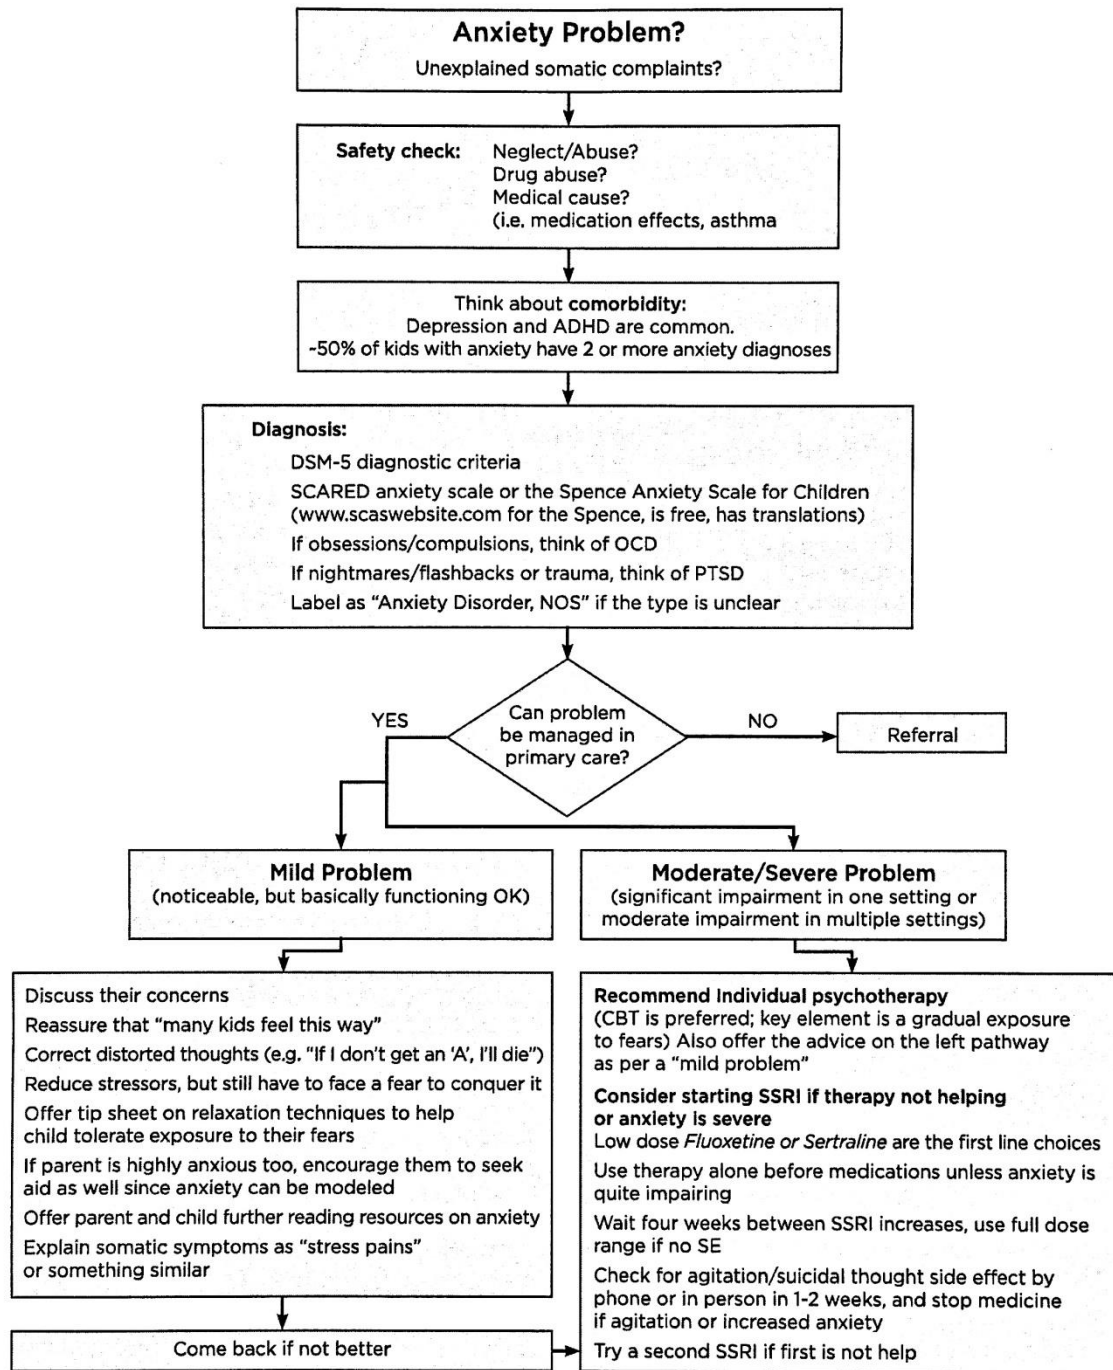 Anxiety Problem?
Unexplained somatic complaints?
Safety check: Neglect/Abuse?
Drug abuse?
Medical cause?
(i.e. medication effects, asthma
Think about comorbidity:
Depression and ADHD are common.
~50% of kids with anxiety have 2 or more anxiety diagnoses
Diagnosis:
DSM-5 diagnostic criteria
SCARED anxiety scale or the Spence Anxiety Scale for Children
(www.scaswebsite.com for the Spence, is free, has translations)
If obsessions/compulsions, think of OCD
If nightmares/flashbacks or trauma, think of PTSD
Label as “Anxiety Disorder, NOS” if the type is unclear
Can problem
be managed in
primary care?
YES
NO
Referral
Mild Problem
(noticeable, but basically functioning OK)
Discuss their concerns
Reassure that “many kids feel this way”
Correct distorted thoughts (e.g. “If I don’t get an ‘A’, I’ll die”)
Reduce stressors, but still have to face a fear to conquer it
Offer tip sheet on relaxation techniques to help
child tolerate exposure to their fears
If parent is highly anxious too, encourage them to seek
aid as well since anxiety can be modeled
Offer parent and child further reading resources on anxiety
Explain somatic symptoms as “stress pains”
or something similar
Come back if not better
Moderate/Severe Problem
(significant impairment in one setting or
moderate impairment in multiple settings)
Recommend Individual psychotherapy
(CBT is preferred; key element is a gradual exposure
to fears) Also offer the advice on the left pathway
as per a “mild problem”
Consider starting SSRI if therapy not helping
or anxiety is severe
Low dose Fluoxetine or Sertraline are the first line choices
Use therapy alone before medications unless anxiety is
quite impairing
Wait four weeks between SSRI increases, use full dose
range if no SE
Check for agitation/suicidal thought side effect by
phone or in person in 1-2 weeks, and stop medicine
if agitation or increased anxiety
Try a second SSRI if first is not help